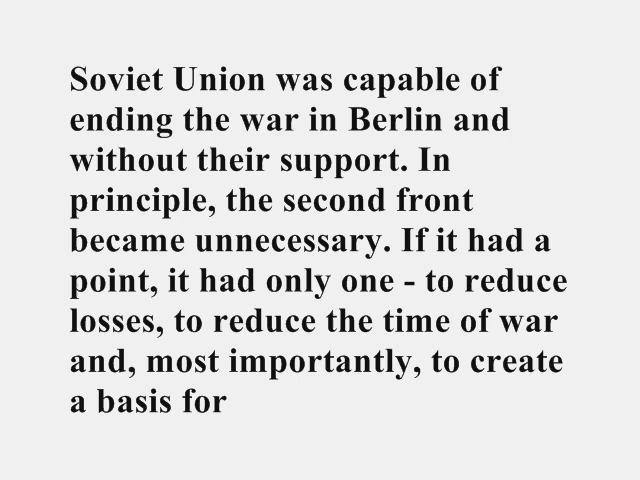 Soviet Union was capable of
ending the war in Berlin and
without their support. In
principle, the second front
became unnecessary. If it had a
point, it had only one - to reduce
losses, to reduce the time of war
and, most importantly, to create
a basis for